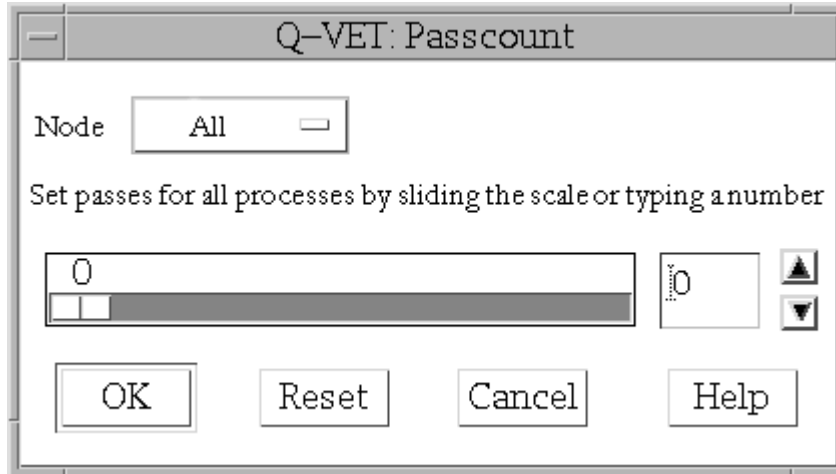 Q-VET: Passcount
Node All
Set passes for all processes by sliding the scale or typing a number
0 0
OK Reset Cancel Help